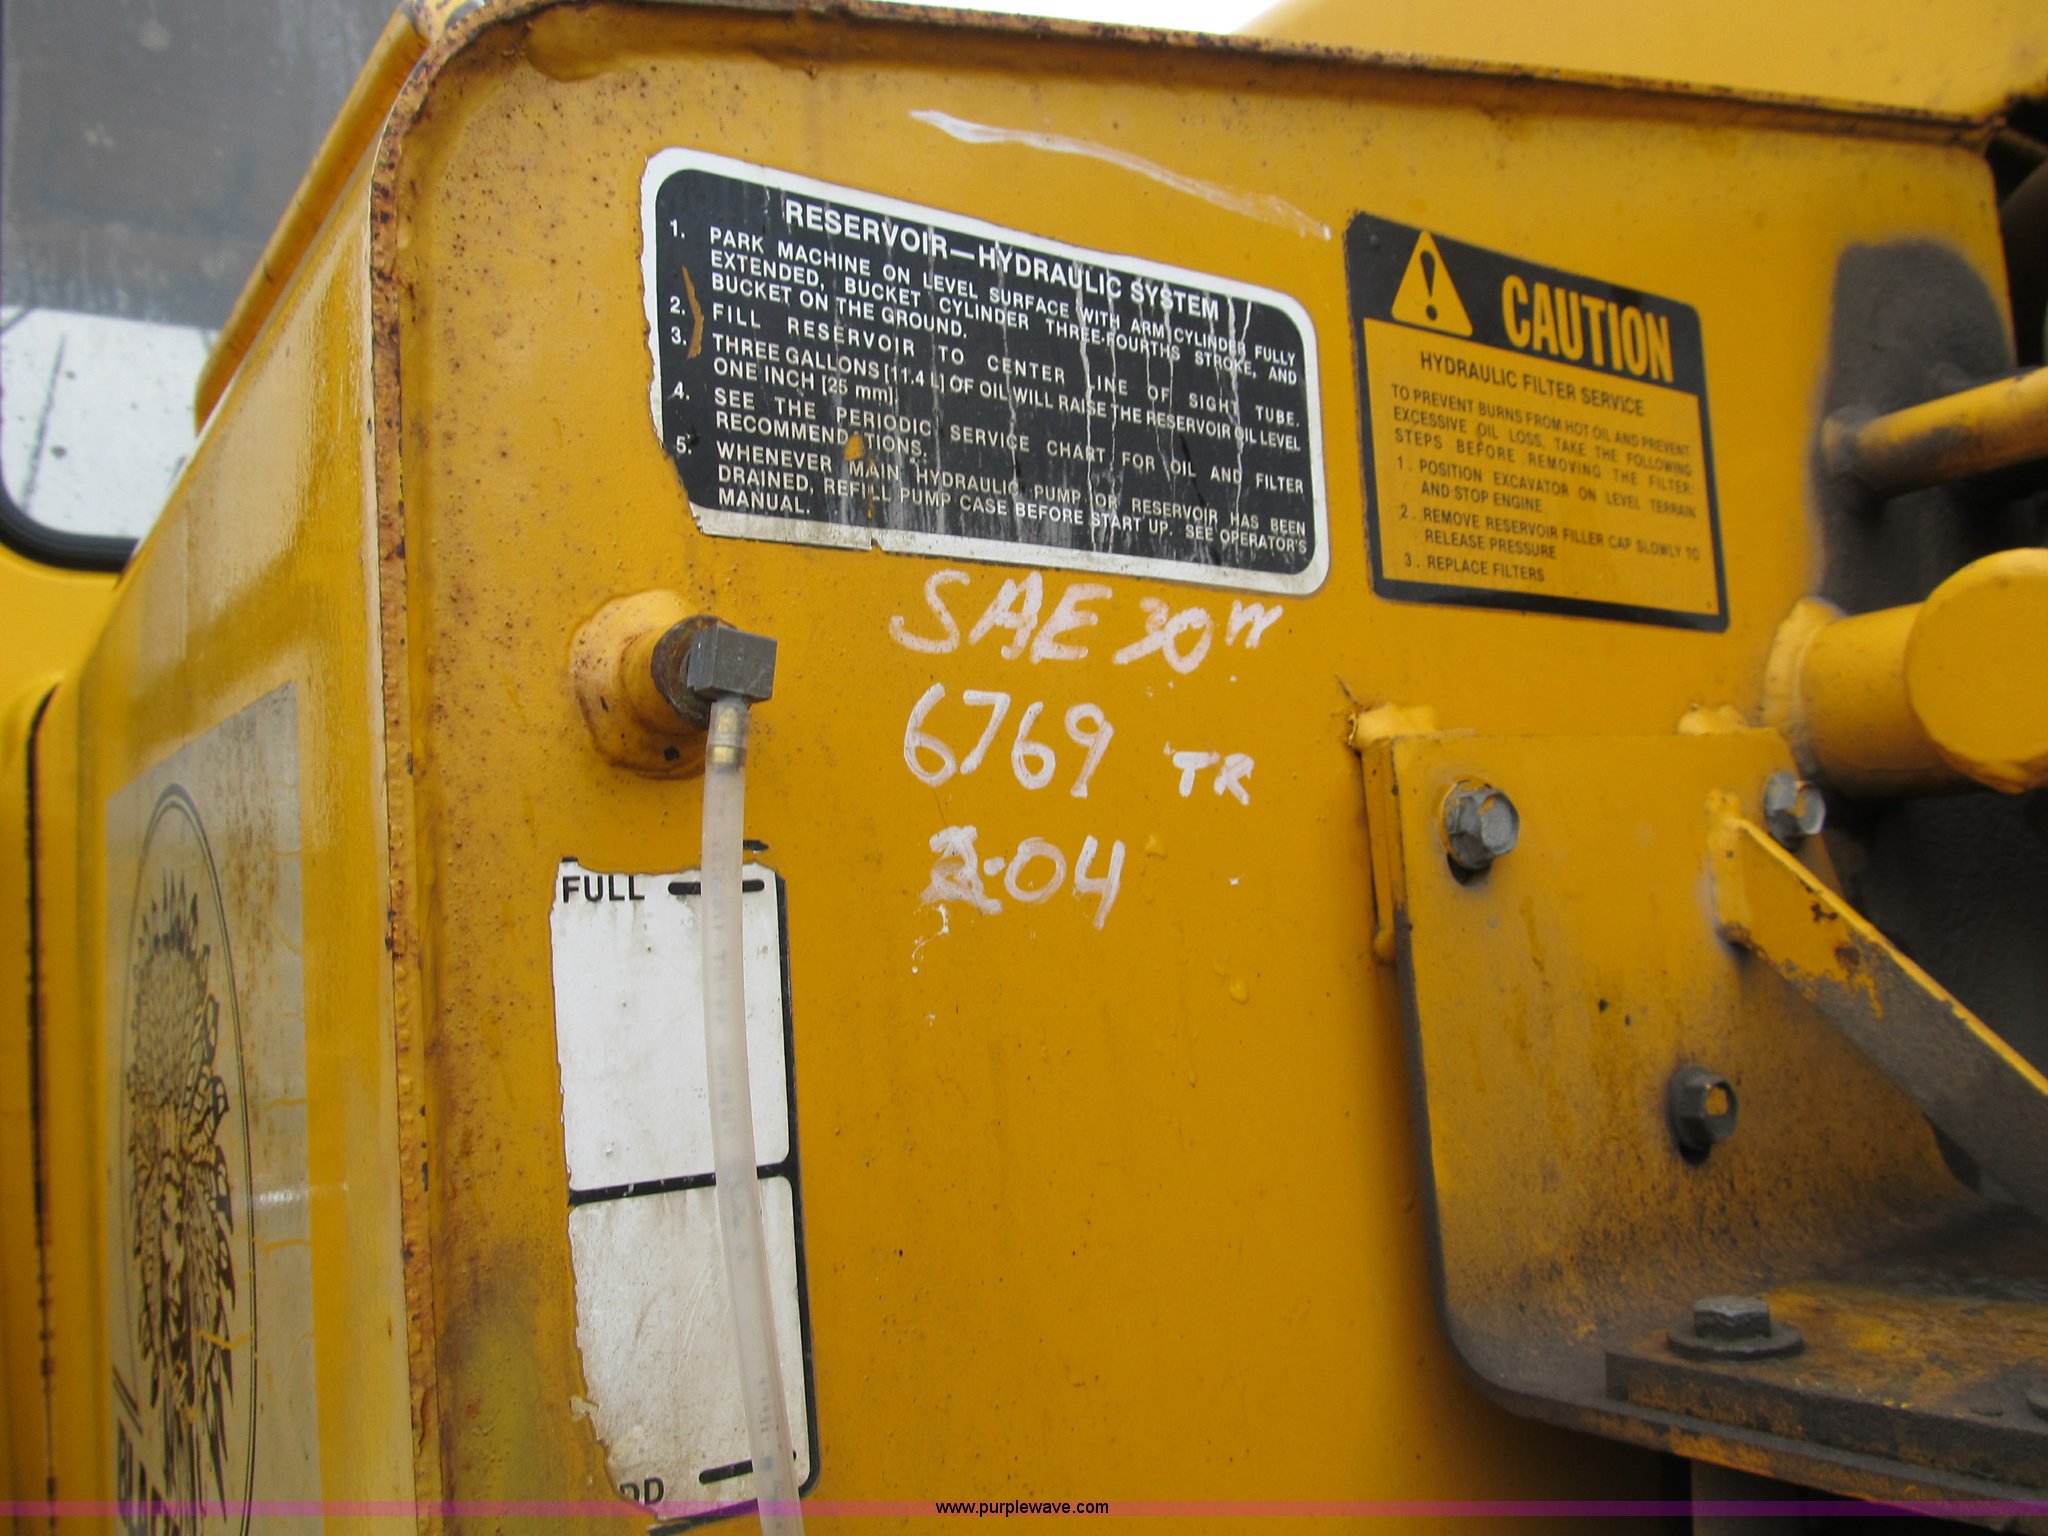 RESERVOIR—HYDRAULIC SYSTEM
1. PARK MACHINE ON LEVEL SURFACE WITH ARM CYLINDER FULLY
EXTENDED, BUCKET CYLINDER THREE-FOURTHS STROKE, AND
BUCKET ON THE GROUND.
2. FILL RESERVOIR TO CENTER LINE OF SIGHT TUBE.
3. THREE GALLONS [11.4 L] OF OIL WILL RAISE THE RESERVOIR OIL LEVEL
ONE INCH [25 mm].
4. SEE THE PERIODIC SERVICE CHART FOR OIL AND FILTER
RECOMMENDATIONS.
5. WHENEVER MAIN HYDRAULIC PUMP OR RESERVOIR HAS BEEN
DRAINED, REFILL PUMP CASE BEFORE START UP. SEE OPERATOR'S
MANUAL.
CAUTION
HYDRAULIC FILTER SERVICE
TO PREVENT BURNS FROM HOT OIL AND PREVENT
EXCESSIVE OIL LOSS, TAKE THE FOLLOWING
STEPS BEFORE REMOVING THE FILTER:
1. POSITION EXCAVATOR ON LEVEL TERRAIN
AND STOP ENGINE
2. REMOVE RESERVOIR FILLER CAP SLOWLY TO
RELEASE PRESSURE
3. REPLACE FILTERS
SAE 30W
6769 TR
2-04
FULL
DD
www.purplewave.com